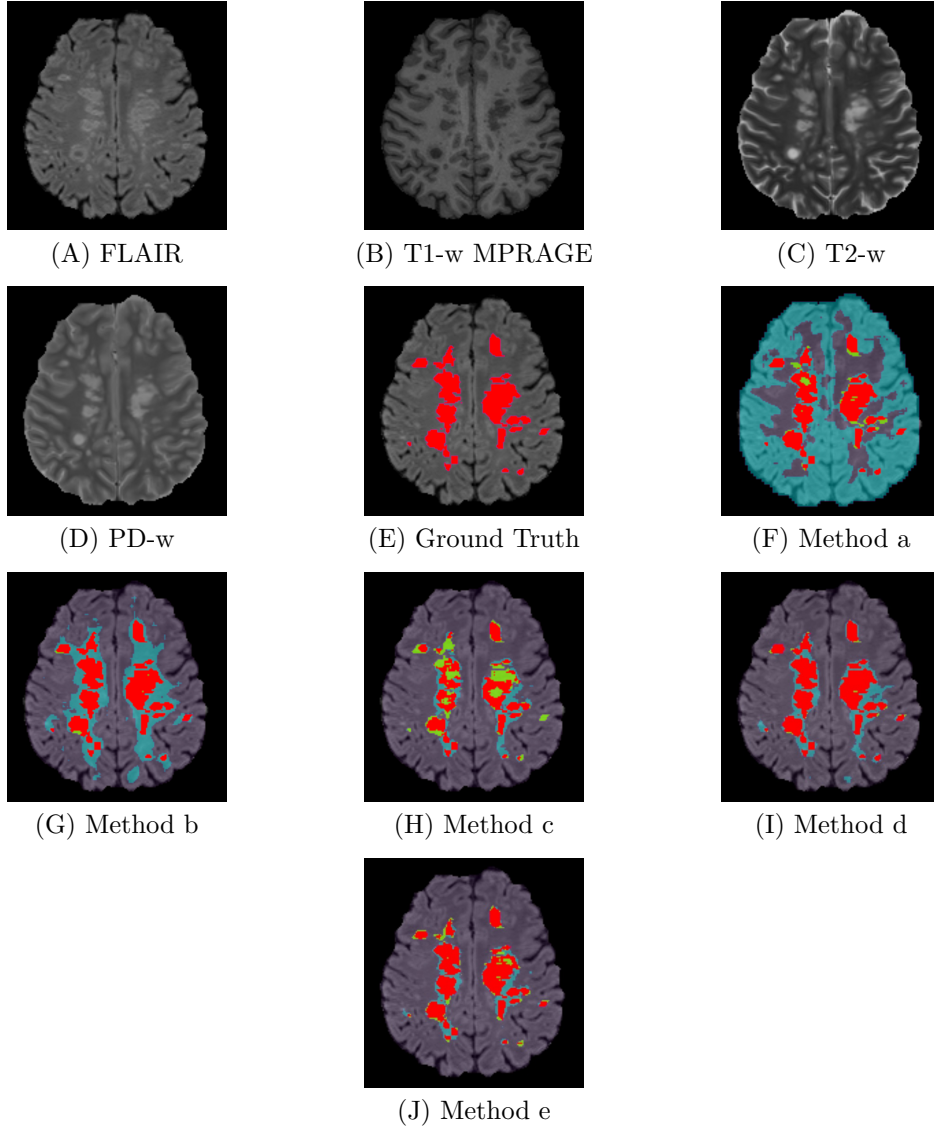 (A) FLAIR
(B) T1-w MPRAGE
(C) T2-w
(D) PD-w
(E) Ground Truth
(F) Method a
(G) Method b
(H) Method c
(I) Method d
(J) Method e